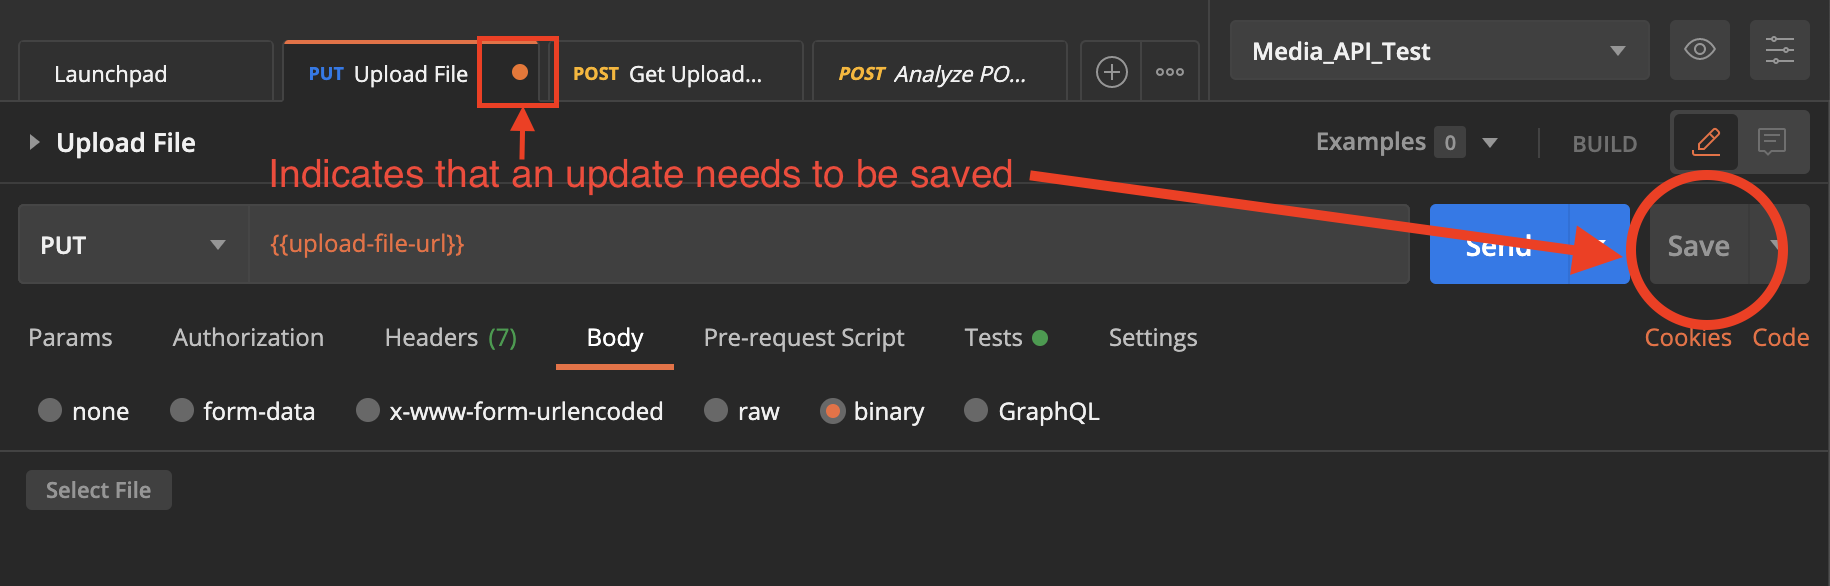 Launchpad
PUT Upload File
POST Get Upload...
POST Analyze PO...
Media_API_Test
Upload File
Examples 0
BUILD
Indicates that an update needs to be saved
PUT
{{upload-file-url}}
Send
Save
Params Authorization Headers (7) Body Pre-request Script Tests Settings Cookies Code
none form-data x-www-form-urlencoded raw binary GraphQL
Select File